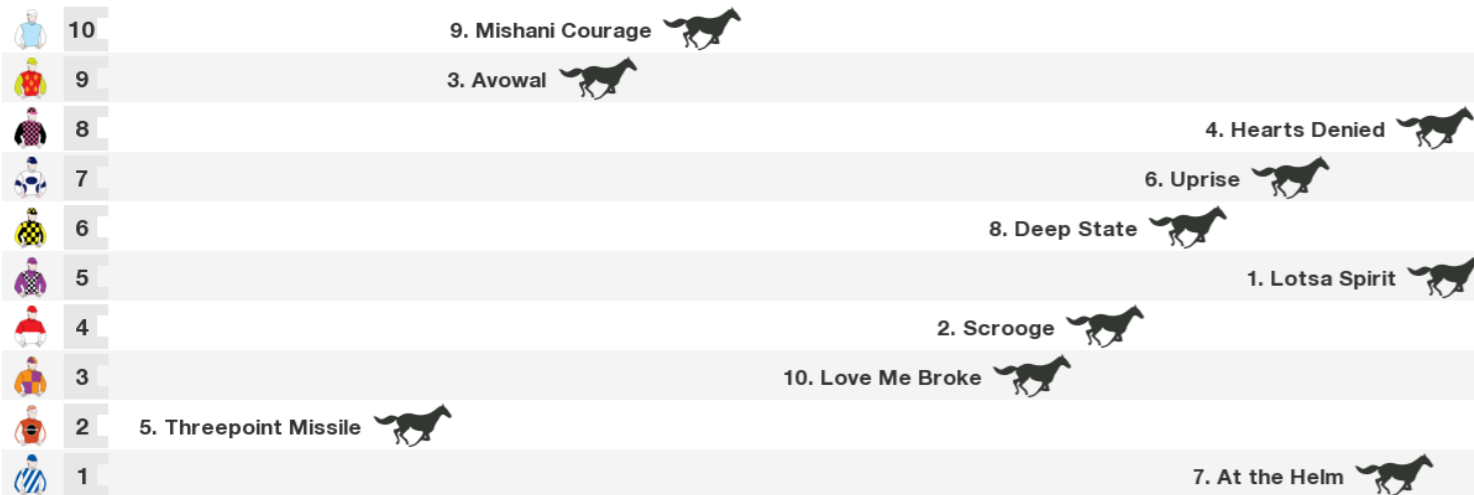 10 9. Mishani Courage
9 3. Avowal
8 4. Hearts Denied
7 6. Uprise
6 8. Deep State
5 1. Lotsa Spirit
4 2. Scrooge
3 10. Love Me Broke
2 5. Threepoint Missile
1 7. At the Helm